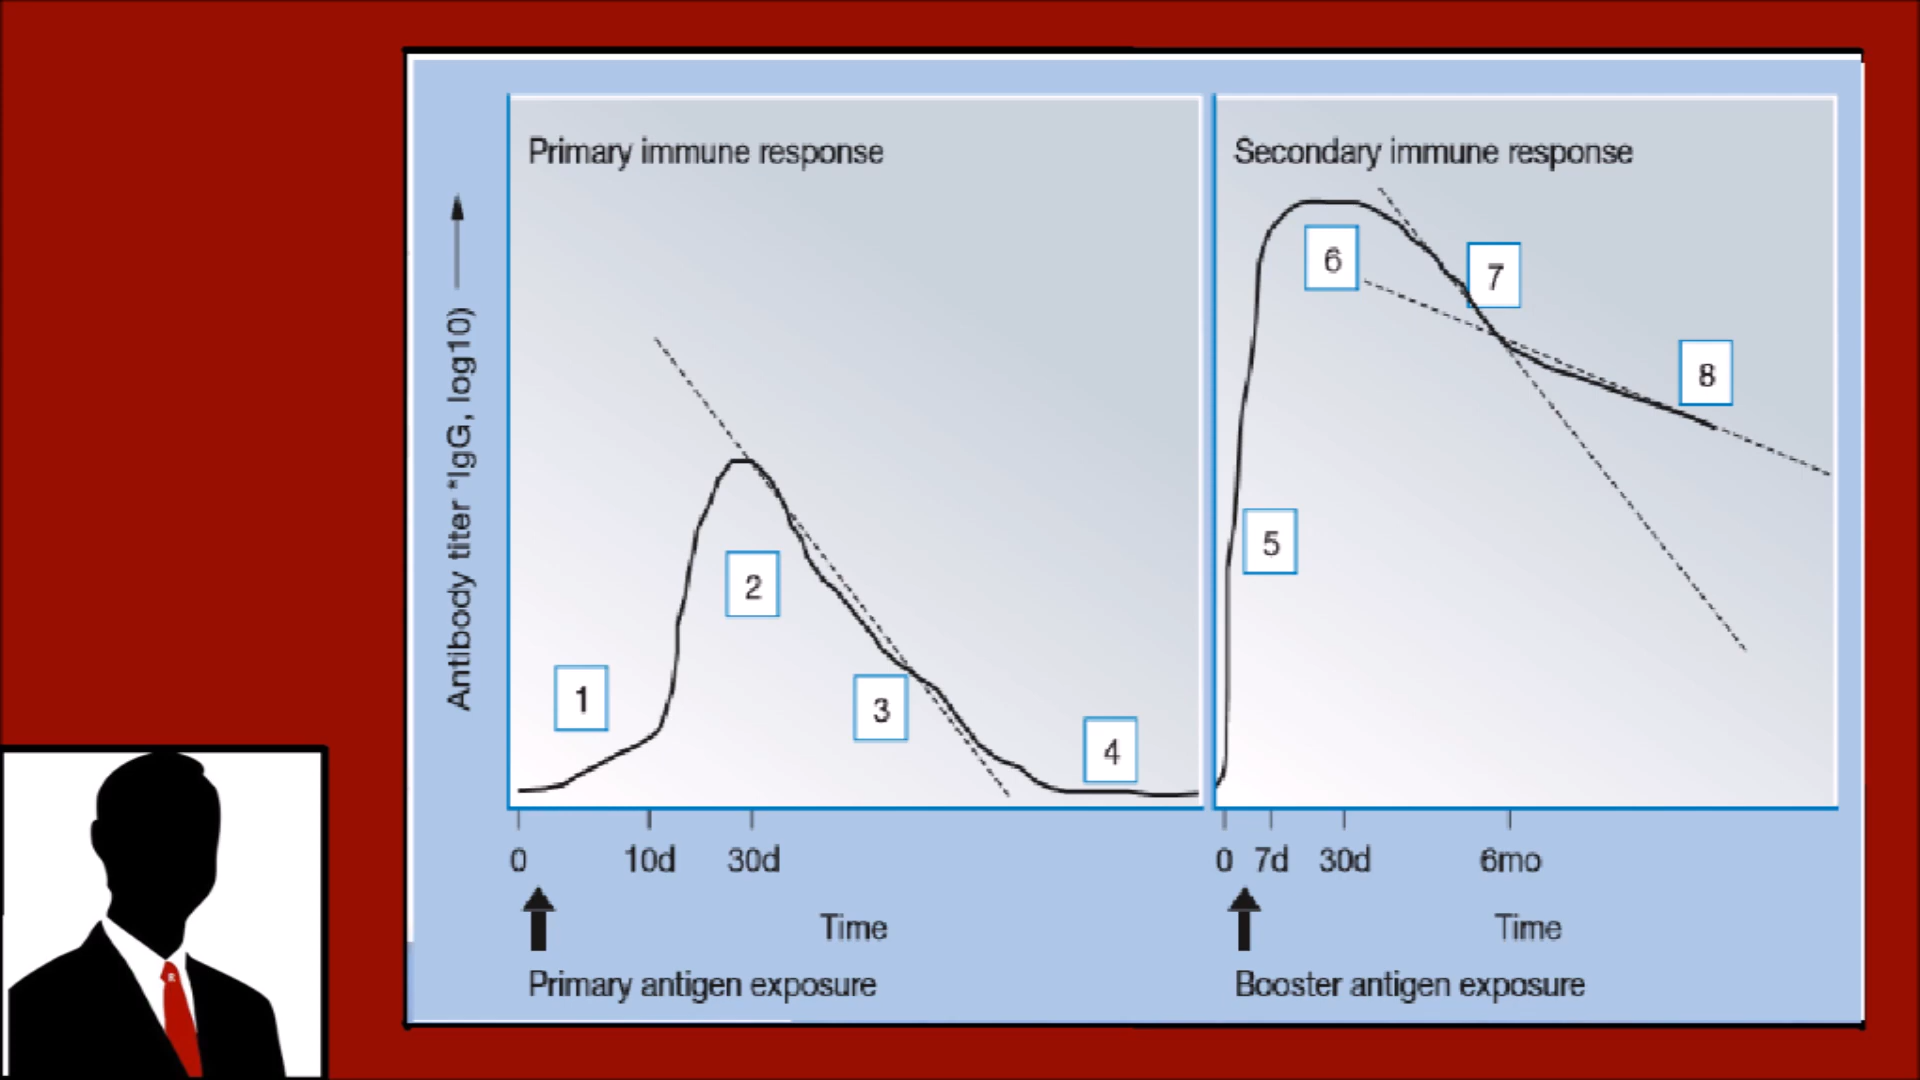 Primary immune response
Secondary immune response
Antibody titer *IgG, log10)
1
2
3
4
5
6
7
8
0 10d 30d
0 7d 30d 6mo
Time
Time
Primary antigen exposure
Booster antigen exposure
R